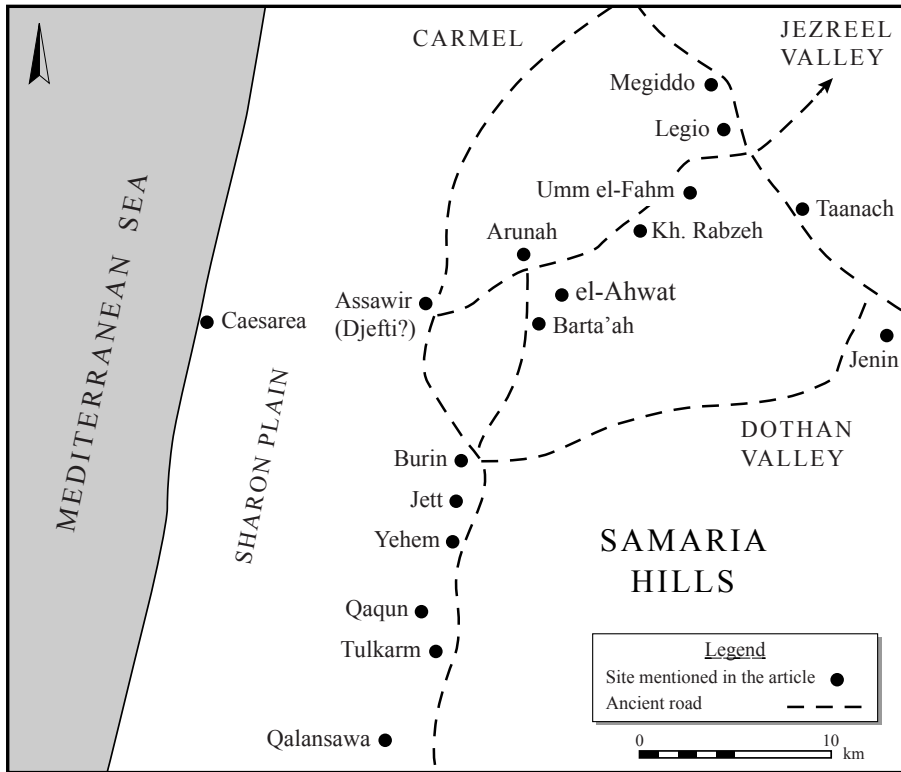 CARMEL
JEZREEL
VALLEY
Megiddo
Legio
Umm el-Fahm
Taanach
Arunah
Kh. Rabzeh
el-Ahwat
Assawir
(Djefti?)
Caesarea
Barta’ah
Jenin
MEDITERRANEAN SEA
SHARON PLAIN
DOTHAN
VALLEY
Burin
Jett
Yehem
SAMARIA
HILLS
Qaqun
Tulkarm
Qalansawa
Legend
Site mentioned in the article
Ancient road
0 10
km